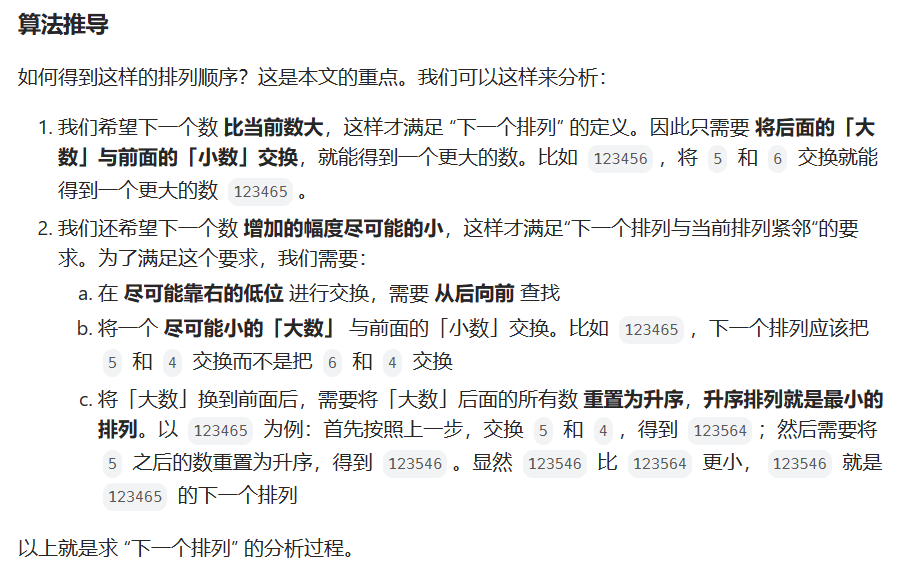 算法推导
如何得到这样的排列顺序？这是本文的重点。我们可以这样来分析：
1. 我们希望下一个数 比当前数大，这样才满足 “下一个排列” 的定义。因此只需要 将后面的「大
数」与前面的「小数」交换，就能得到一个更大的数。比如 123456 ，将 5 和 6 交换就能
得到一个更大的数 123465 。
2. 我们还希望下一个数 增加的幅度尽可能的小，这样才满足“下一个排列与当前排列紧邻“的要
求。为了满足这个要求，我们需要：
a. 在 尽可能靠右的低位 进行交换，需要 从后向前 查找
b. 将一个 尽可能小的「大数」 与前面的「小数」交换。比如 123465 ，下一个排列应该把
5 和 4 交换而不是把 6 和 4 交换
c. 将「大数」换到前面后，需要将「大数」后面的所有数 重置为升序，升序排列就是最小的
排列。以 123465 为例：首先按照上一步，交换 5 和 4 ，得到 123564 ；然后需要将
5 之后的数重置为升序，得到 123546 。显然 123546 比 123564 更小， 123546 就是
123465 的下一个排列
以上就是求 “下一个排列” 的分析过程。